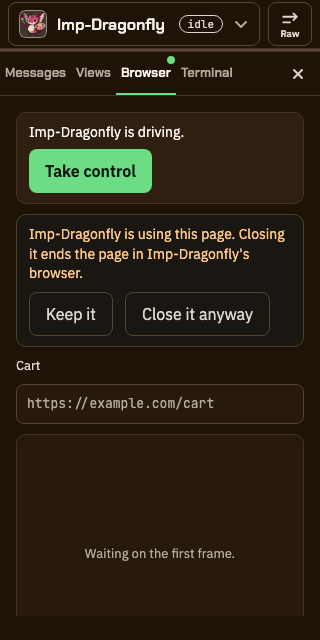 Imp-Dragonfly
idle
Raw
Messages Views Browser Terminal
Imp-Dragonfly is driving.
Take control
Imp-Dragonfly is using this page. Closing
it ends the page in Imp-Dragonfly's
browser.
Keep it
Close it anyway
Cart
https://example.com/cart
Waiting on the first frame.